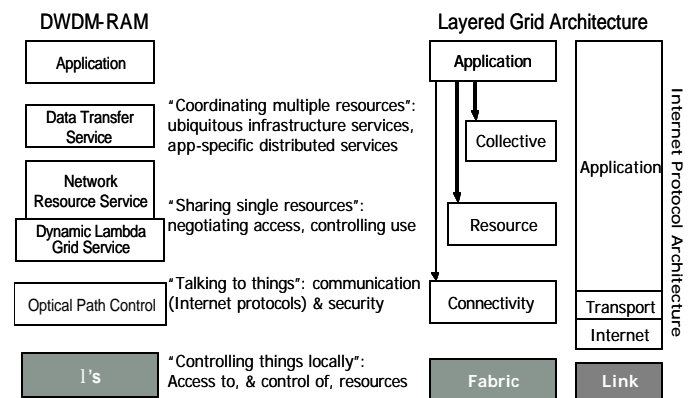 DWDM-RAM
Layered Grid Architecture
Application
Data Transfer
Service
Network
Resource Service
Dynamic Lambda
Grid Service
Optical Path Control
l's
"Coordinating multiple resources":
ubiquitous infrastructure services,
app-specific distributed services
"Sharing single resources":
negotiating access, controlling use
"Talking to things": communication
(Internet protocols) & security
"Controlling things locally":
Access to, & control of, resources
Application
Collective
Resource
Connectivity
Fabric
Application
Transport
Internet
Link
Internet Protocol Architecture